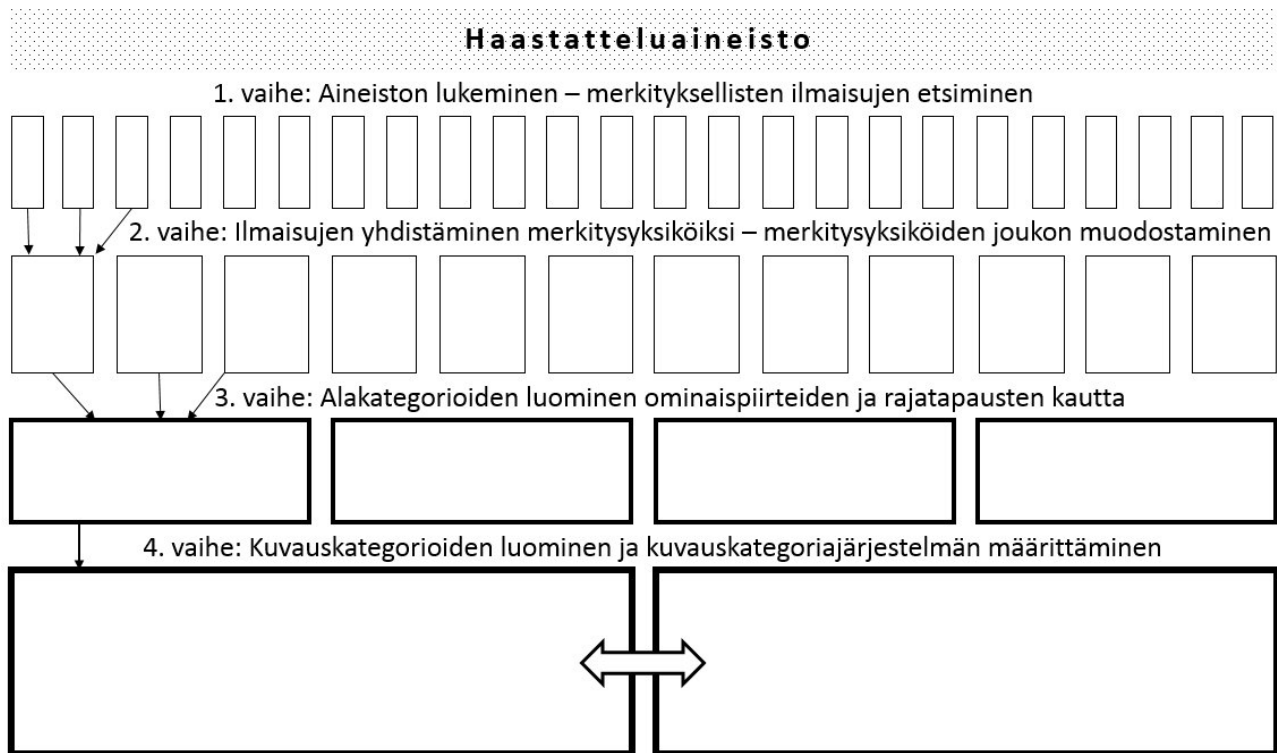 Haastatteluaineisto
1. vaihe: Aineiston lukeminen – merkityksellisten ilmaisujen etsiminen
2. vaihe: Ilmaisujen yhdistäminen merkitysyksiköiksi – merkitysyksiköiden joukon muodostaminen
3. vaihe: Alakategorioiden luominen ominaispiirteiden ja rajatapausten kautta
4. vaihe: Kuvauskategorioiden luominen ja kuvauskategoriajärjestelmän määrittäminen